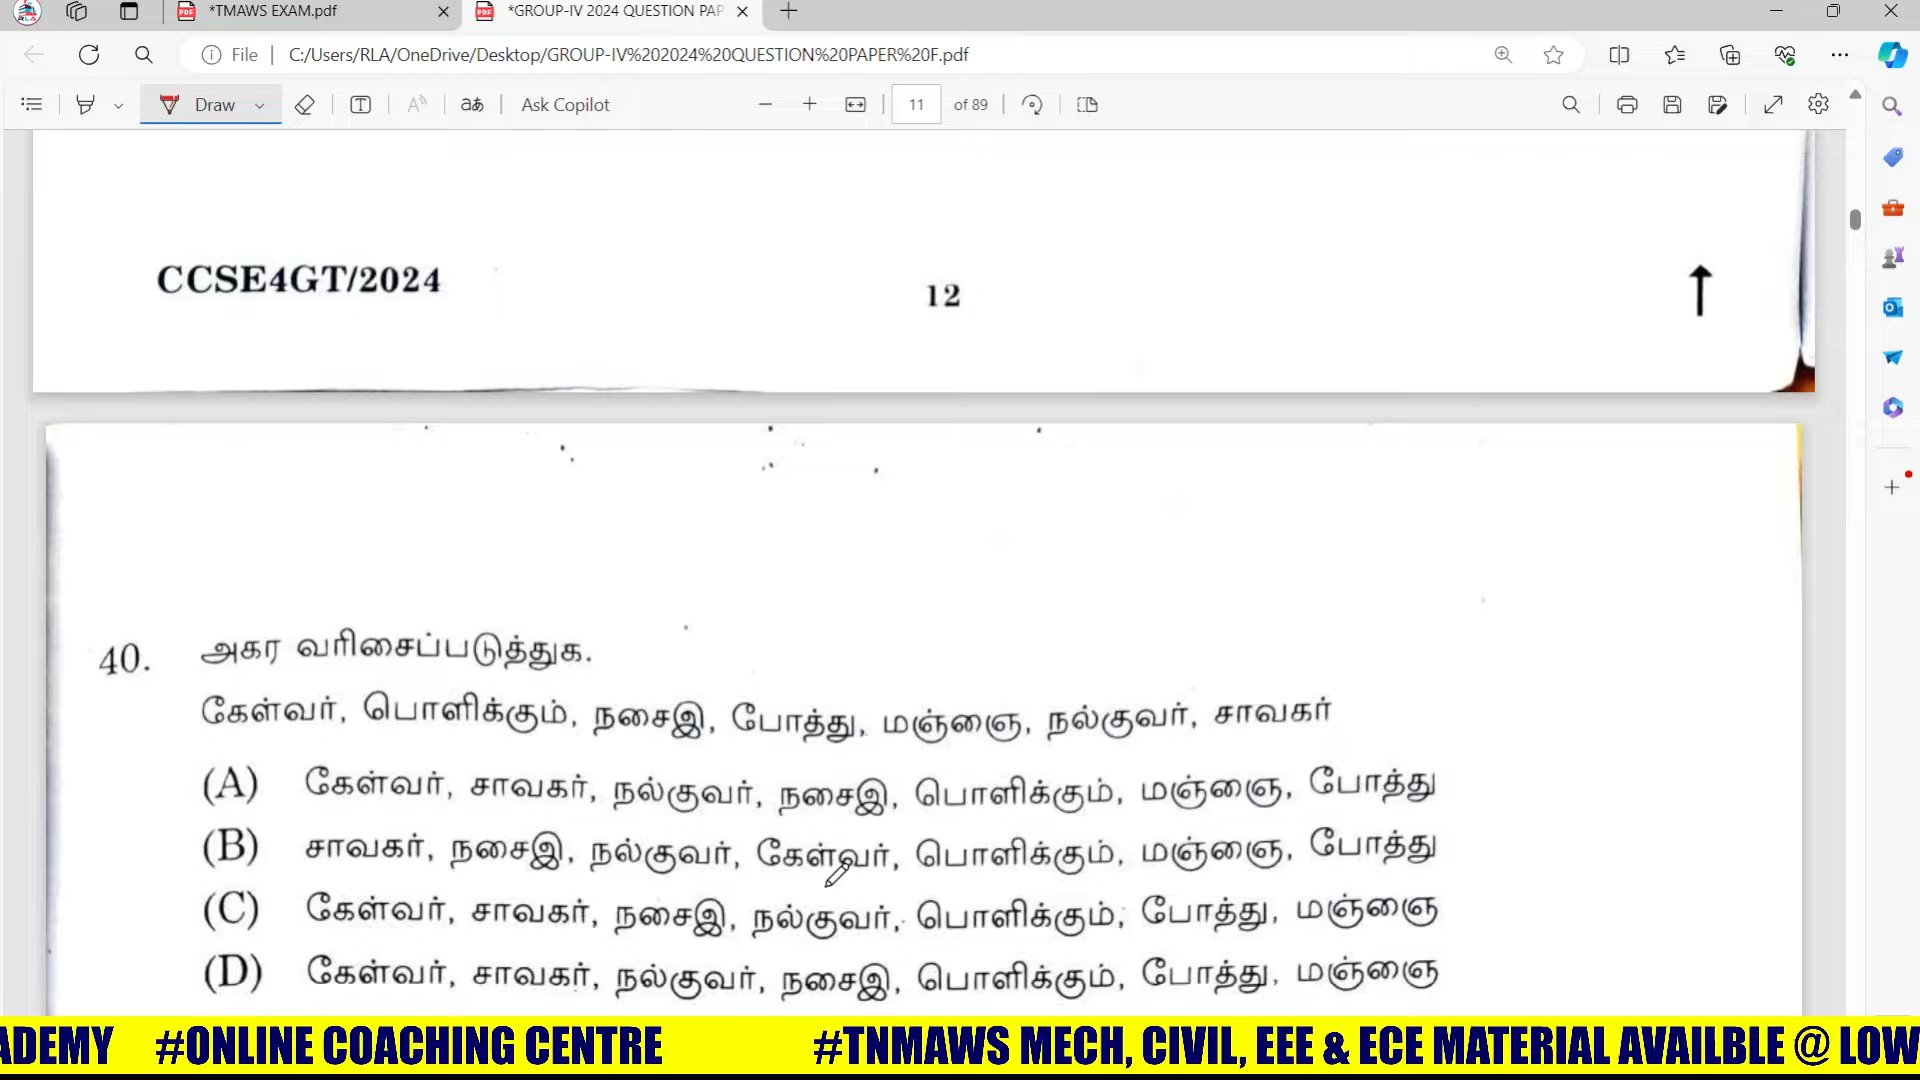 *TMAWS EXAM.pdf
*GROUP-IV 2024 QUESTION PAP
File
C:/Users/RLA/OneDrive/Desktop/GROUP-IV%202024%20QUESTION%20PAPER%20F.pdf
Draw
aあ
Ask Copilot
11 of 89
CCSE4GT/2024
12
40. அகர வரிசைப்படுத்துக.
கேள்வர், பொளிக்கும், நசைஇ, போத்து, மஞ்ஞை, நல்குவர், சாவகர்
(A) கேள்வர், சாவகர், நல்குவர், நசைஇ, பொளிக்கும், மஞ்ஞை, போத்து
(B) சாவகர், நசைஇ, நல்குவர், கேள்வர், பொளிக்கும், மஞ்ஞை, போத்து
(C) கேள்வர், சாவகர், நசைஇ, நல்குவர், பொளிக்கும், போத்து, மஞ்ஞை
(D) கேள்வர், சாவகர், நல்குவர், நசைஇ, பொளிக்கும், போத்து, மஞ்ஞை
ADEMY #ONLINE COACHING CENTRE #TNMAWS MECH, CIVIL, EEE & ECE MATERIAL AVAILBLE @ LOW